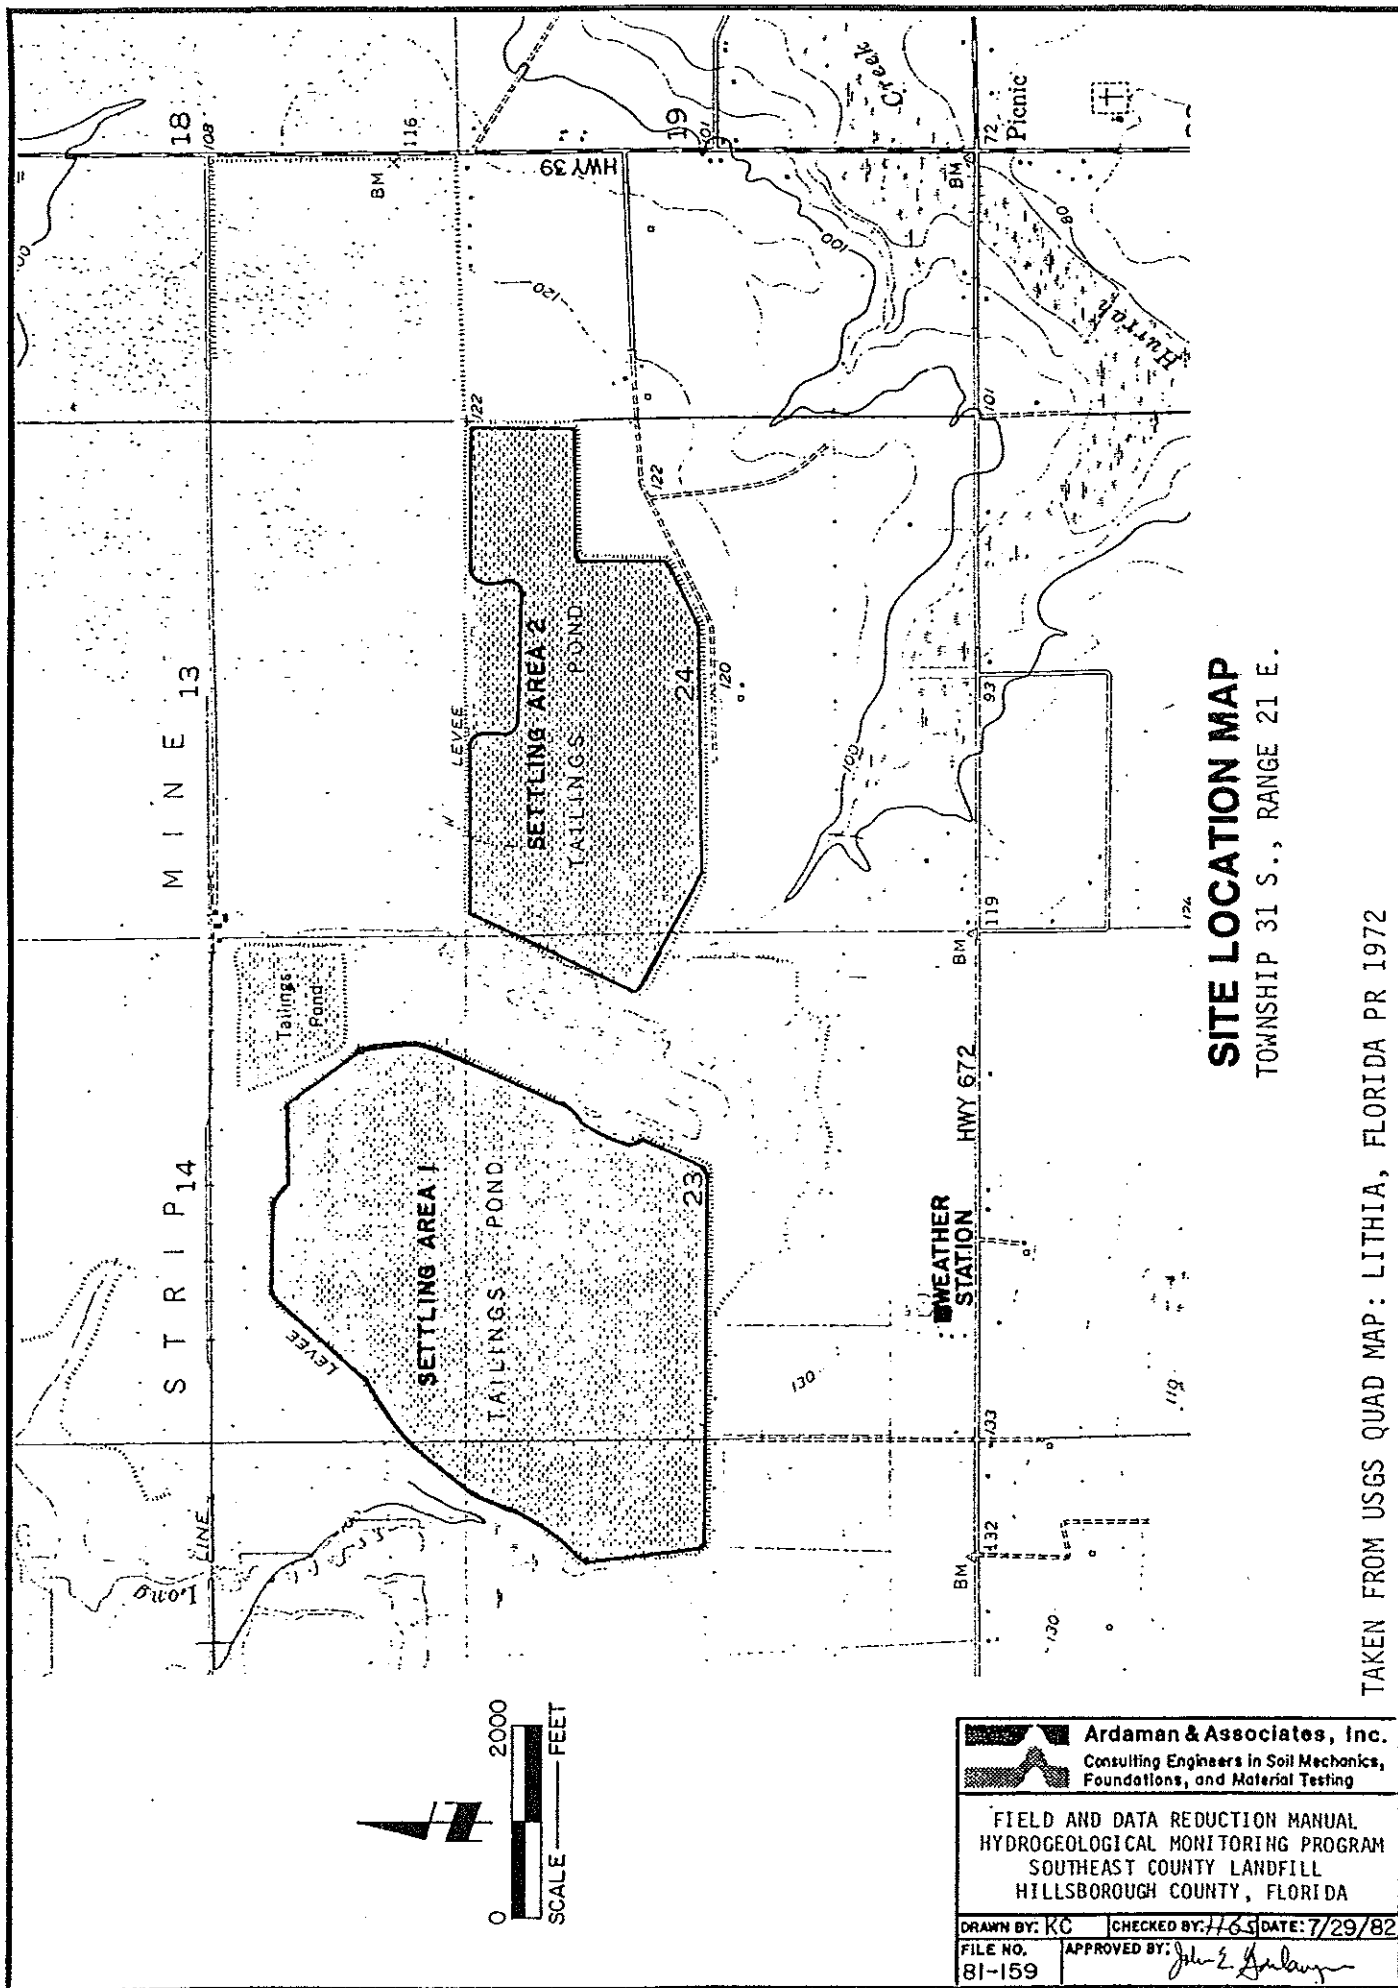 18
108
116
BM
HWY 39
19
101
Creek
BM
72
Picnic
100
80
Hurrah
120
122
122
101
MINE
13
LEVEE
SETTLING AREA 2
TAILINGS POND
24
120
93
100
N
Tailings
Pond
BM
119
124
HWY 672
STRIP
14
SETTLING AREA 1
TAILINGS POND
23
LEVEE
WEATHER
STATION
130
133
110
LINE
Long
BM
132
130
SITE LOCATION MAP
TOWNSHIP 31 S., RANGE 21 E.
TAKEN FROM USGS QUAD MAP: LITHIA, FLORIDA PR 1972
0 2000
SCALE FEET
Ardaman & Associates, Inc.
Consulting Engineers in Soil Mechanics,
Foundations, and Material Testing
FIELD AND DATA REDUCTION MANUAL
HYDROGEOLOGICAL MONITORING PROGRAM
SOUTHEAST COUNTY LANDFILL
HILLSBOROUGH COUNTY, FLORIDA
DRAWN BY: KC CHECKED BY: HGS DATE: 7/29/82
FILE NO. APPROVED BY: John E.
81-159